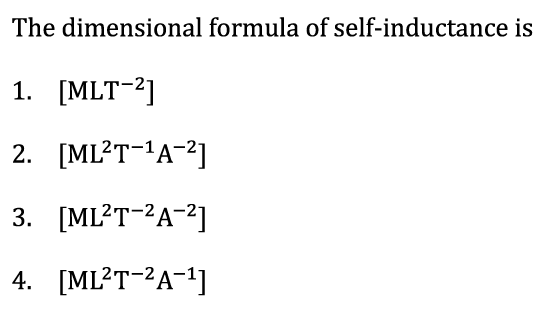 The dimensional formula of self-inductance is
1. [MLT⁻²]
2. [ML²T⁻¹A⁻²]
3. [ML²T⁻²A⁻²]
4. [ML²T⁻²A⁻¹]